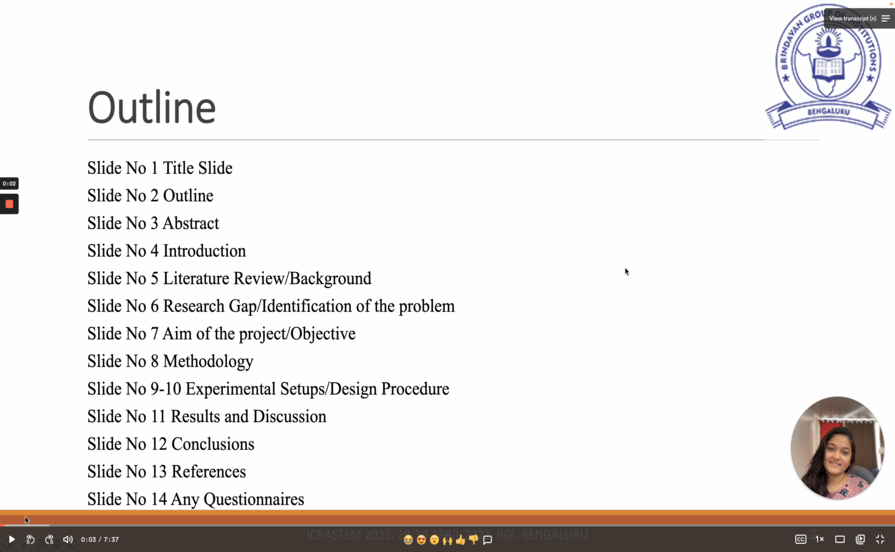 View transcript (n)
BRINDAVAN GROUP OF INSTITUTIONS
BENGALURU
Outline
0:02
Slide No 1 Title Slide
Slide No 2 Outline
Slide No 3 Abstract
Slide No 4 Introduction
Slide No 5 Literature Review/Background
Slide No 6 Research Gap/Identification of the problem
Slide No 7 Aim of the project/Objective
Slide No 8 Methodology
Slide No 9-10 Experimental Setups/Design Procedure
Slide No 11 Results and Discussion
Slide No 12 Conclusions
Slide No 13 References
Slide No 14 Any Questionnaires
0:03 / 7:37
ICRASTEM 2022, BGI, BENGALURU
CC
1×